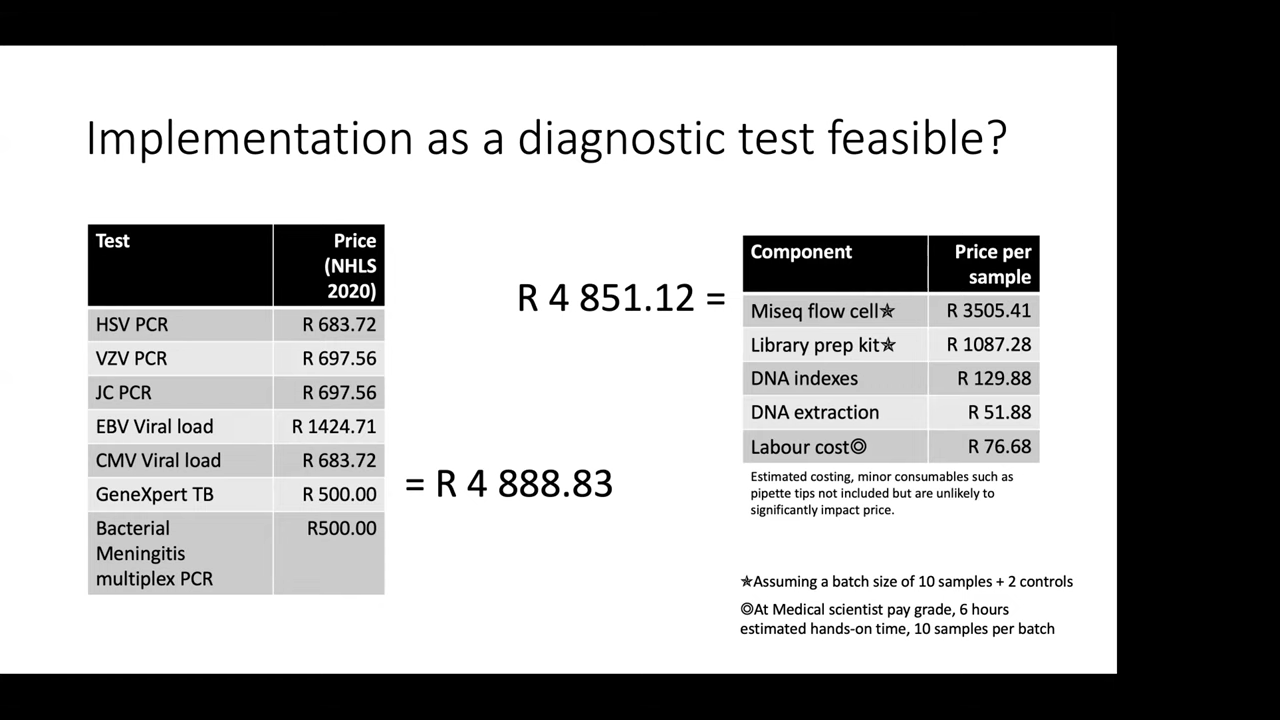 Implementation as a diagnostic test feasible?
Test Price (NHLS 2020)
HSV PCR R 683.72
VZV PCR R 697.56
JC PCR R 697.56
EBV Viral load R 1424.71
CMV Viral load R 683.72
GeneXpert TB R 500.00
Bacterial Meningitis multiplex PCR R500.00
= R 4 888.83
R 4 851.12 =
Component Price per sample
Miseq flow cell✯ R 3505.41
Library prep kit✯ R 1087.28
DNA indexes R 129.88
DNA extraction R 51.88
Labour cost◎ R 76.68
Estimated costing, minor consumables such as
pipette tips not included but are unlikely to
significantly impact price.
✯Assuming a batch size of 10 samples + 2 controls
◎At Medical scientist pay grade, 6 hours
estimated hands-on time, 10 samples per batch